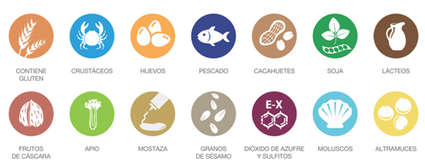 CONTIENE
GLUTEN
CRUSTÁCEOS
HUEVOS
PESCADO
CACAHUETES
SOJA
LÁCTEOS
E-X
FRUTOS
DE CÁSCARA
APIO
MOSTAZA
GRANOS
DE SÉSAMO
DIÓXIDO DE AZUFRE
Y SULFITOS
MOLUSCOS
ALTRAMUCES